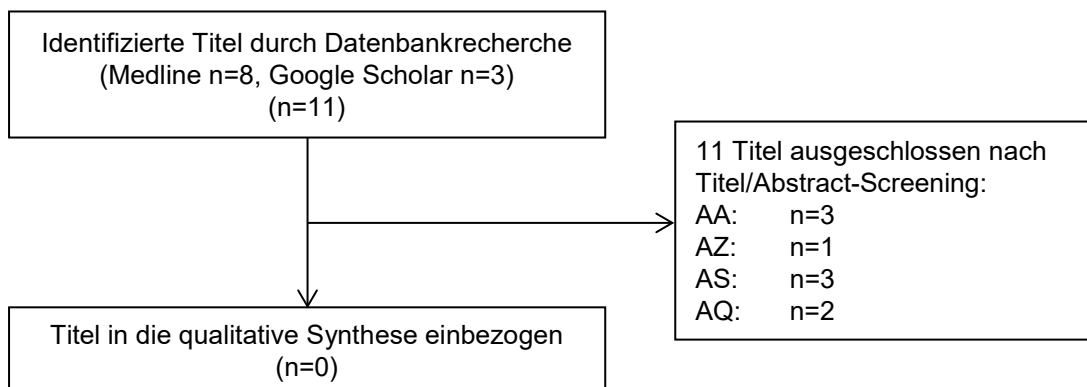 Identifizierte Titel durch Datenbankrecherche
(Medline n=8, Google Scholar n=3)
(n=11)
11 Titel ausgeschlossen nach
Titel/Abstract-Screening:
AA: n=3
AZ: n=1
AS: n=3
AQ: n=2
Titel in die qualitative Synthese einbezogen
(n=0)